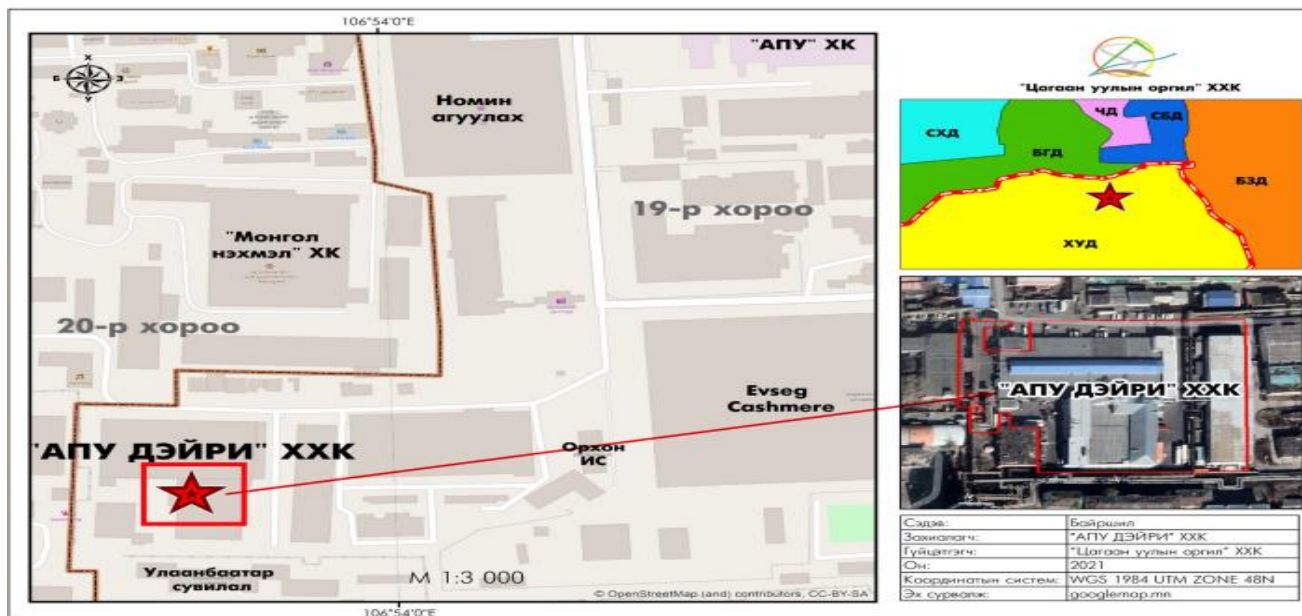 106°54'0"E
"АПУ" ХК
Х
Б
З
У
Номин
агуулах
19-р хороо
"Монгол
нэхмэл" ХК
20-р хороо
Evseg
Cashmere
"АПУ ДЭЙРИ" ХХК
Орхон
ИС
Улаанбаатар
сувилал
М 1:3 000
© OpenStreetMap (and) contributors, CC-BY-SA
106°54'0"E
"Цагаан уулын оргил" ХХК
СХД
БГД
ЧД
СБД
БЗД
ХУД
"АПУ ДЭЙРИ" ХХК
Сэдэв: Байршил
Захиалагч: "АПУ ДЭЙРИ" ХХК
Гүйцэтгэгч: "Цагаан уулын оргил" ХХК
Он: 2021
Координатын систем: WGS 1984 UTM ZONE 48N
Эх сурвалж: googlemap.mn